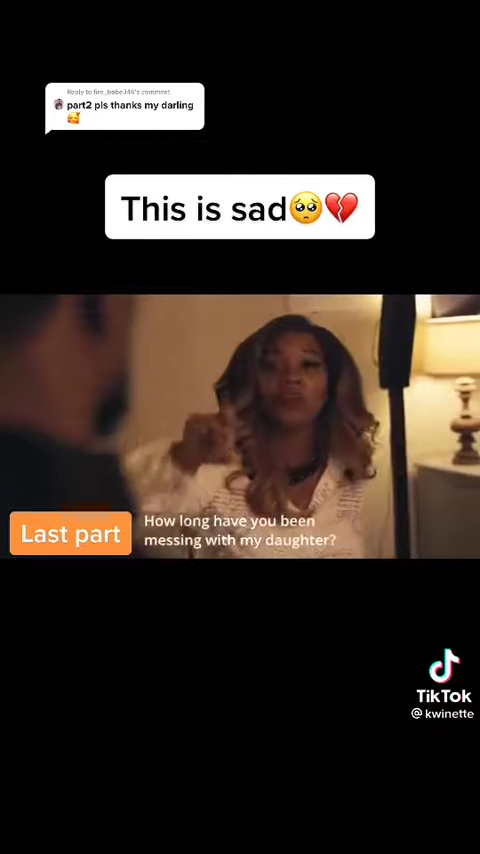 Reply to fire_babe346's comment
part2 pls thanks my darling
🥰
This is sad🥺💔
How long have you been
messing with my daughter?
Last part
TikTok
@kwinette